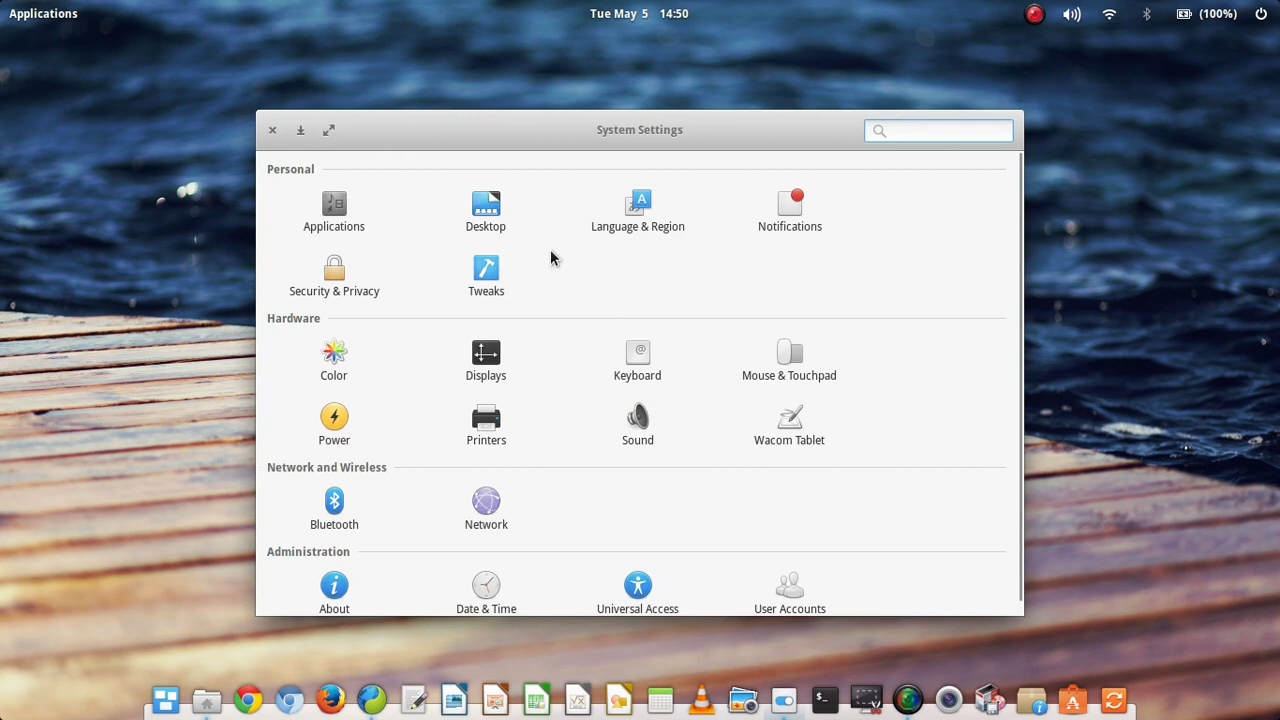 Applications
Tue May 5 14:50
(100%)
System Settings
Personal
Applications
Desktop
Language & Region
Notifications
Security & Privacy
Tweaks
Hardware
Color
Displays
Keyboard
Mouse & Touchpad
Power
Printers
Sound
Wacom Tablet
Network and Wireless
Bluetooth
Network
Administration
About
Date & Time
Universal Access
User Accounts